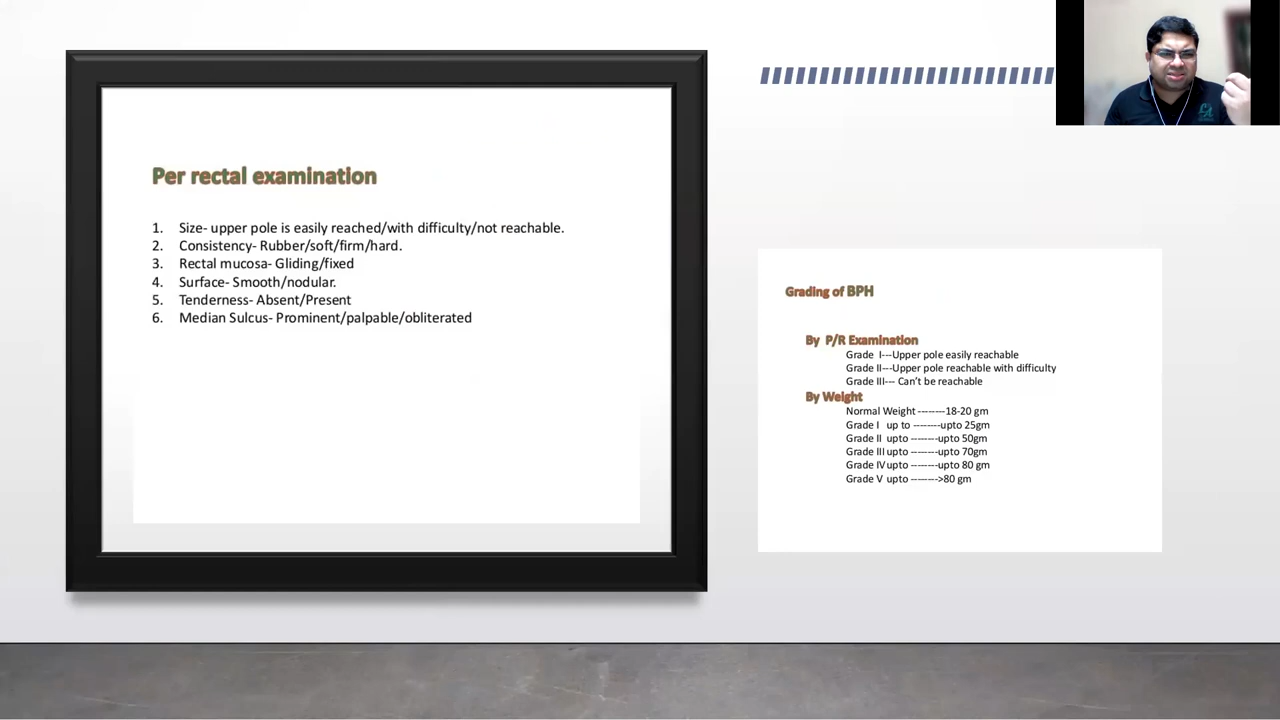 Per rectal examination
1. Size- upper pole is easily reached/with difficulty/not reachable.
2. Consistency- Rubber/soft/firm/hard.
3. Rectal mucosa- Gliding/fixed
4. Surface- Smooth/nodular.
5. Tenderness- Absent/Present
6. Median Sulcus- Prominent/palpable/obliterated
Grading of BPH
By P/R Examination
Grade I---Upper pole easily reachable
Grade II---Upper pole reachable with difficulty
Grade III--- Can't be reachable
By Weight
Normal Weight --------18-20 gm
Grade I up to --------upto 25gm
Grade II upto --------upto 50gm
Grade III upto --------upto 70gm
Grade IV upto --------upto 80 gm
Grade V upto -------->80 gm